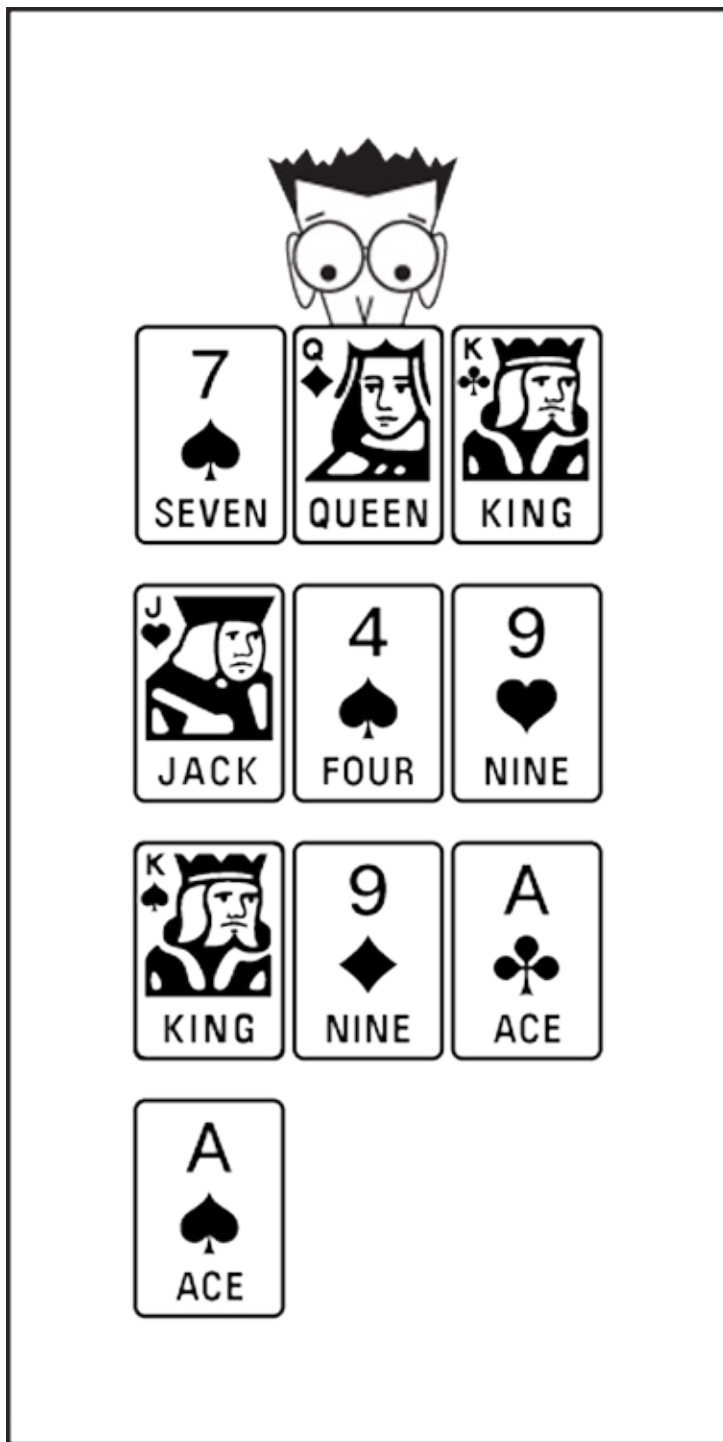 7 Q K
SEVEN QUEEN KING
J 4 9
JACK FOUR NINE
K 9 A
KING NINE ACE
A
ACE